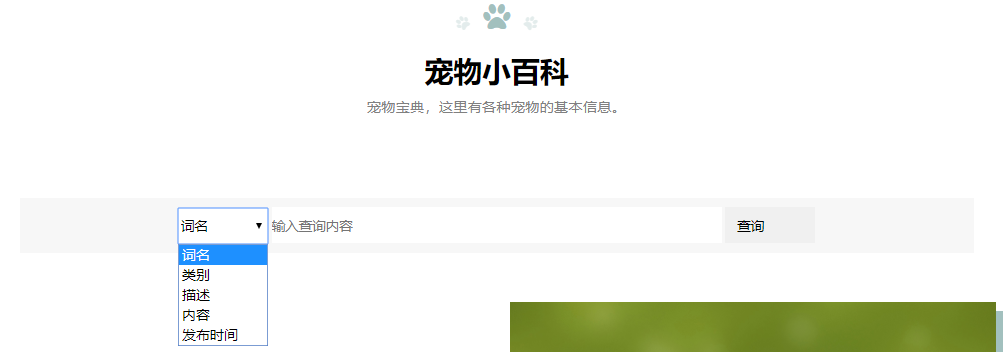 宠物小百科
宠物宝典，这里有各种宠物的基本信息。
词名 输入查询内容 查询
词名
类别
描述
内容
发布时间